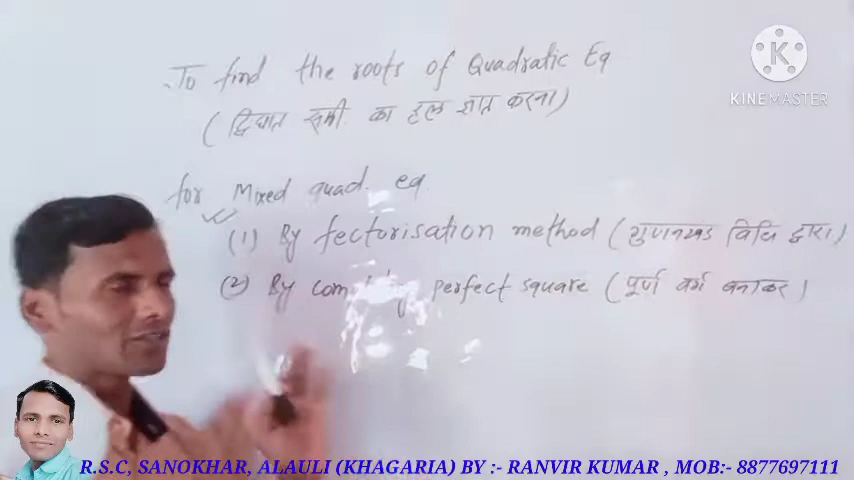 To find the roots of Quadratic Eq
(द्विघात समी. का हल ज्ञात करना)
for Mixed quad. eq.
(1) By fectorisation method (गुणनखंड विधि द्वारा)
(2) By perfect square (पूर्ण वर्ग बनाकर)
K
KINEMASTER
R.S.C, SANOKHAR, ALAULI (KHAGARIA) BY :- RANVIR KUMAR , MOB:- 8877697111